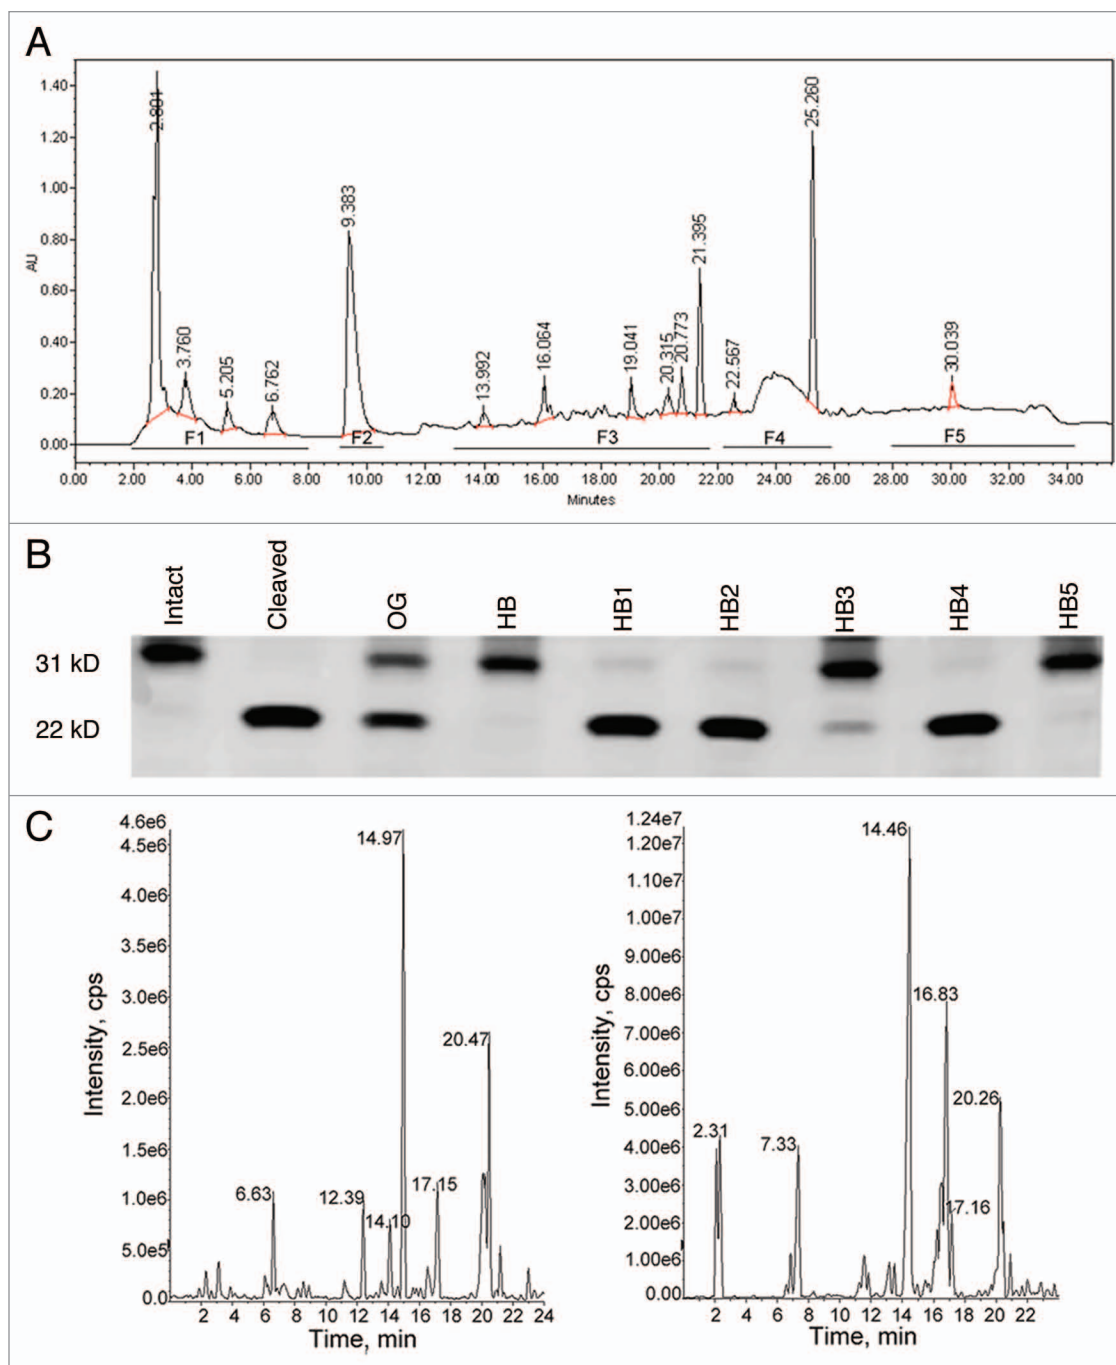 A
1.40
1.20
1.00
0.80
0.60
0.40
0.20
0.00
AU
2.801
3.760
5.205
6.762
9.383
13.992
16.064
19.041
20.315
20.773
21.395
22.567
25.260
30.039
F1
F2
F3
F4
F5
0.00 2.00 4.00 6.00 8.00 10.00 12.00 14.00 16.00 18.00 20.00 22.00 24.00 26.00 28.00 30.00 32.00 34.00
Minutes
B
Intact
Cleaved
OG
HB
HB1
HB2
HB3
HB4
HB5
31 kD
22 kD
C
4.6e6
4.5e6
4.0e6
3.5e6
3.0e6
2.5e6
2.0e6
1.5e6
1.0e6
5.0e5
0.0
Intensity, cps
6.63
12.39
14.10
14.97
17.15
20.47
2 4 6 8 10 12 14 16 18 20 22 24
Time, min
1.24e7
1.20e7
1.10e7
1.00e7
9.00e6
8.00e6
7.00e6
6.00e6
5.00e6
4.00e6
3.00e6
2.00e6
1.00e6
0.00
Intensity, cps
2.31
7.33
14.46
16.83
17.16
20.26
2 4 6 8 10 12 14 16 18 20 22
Time, min